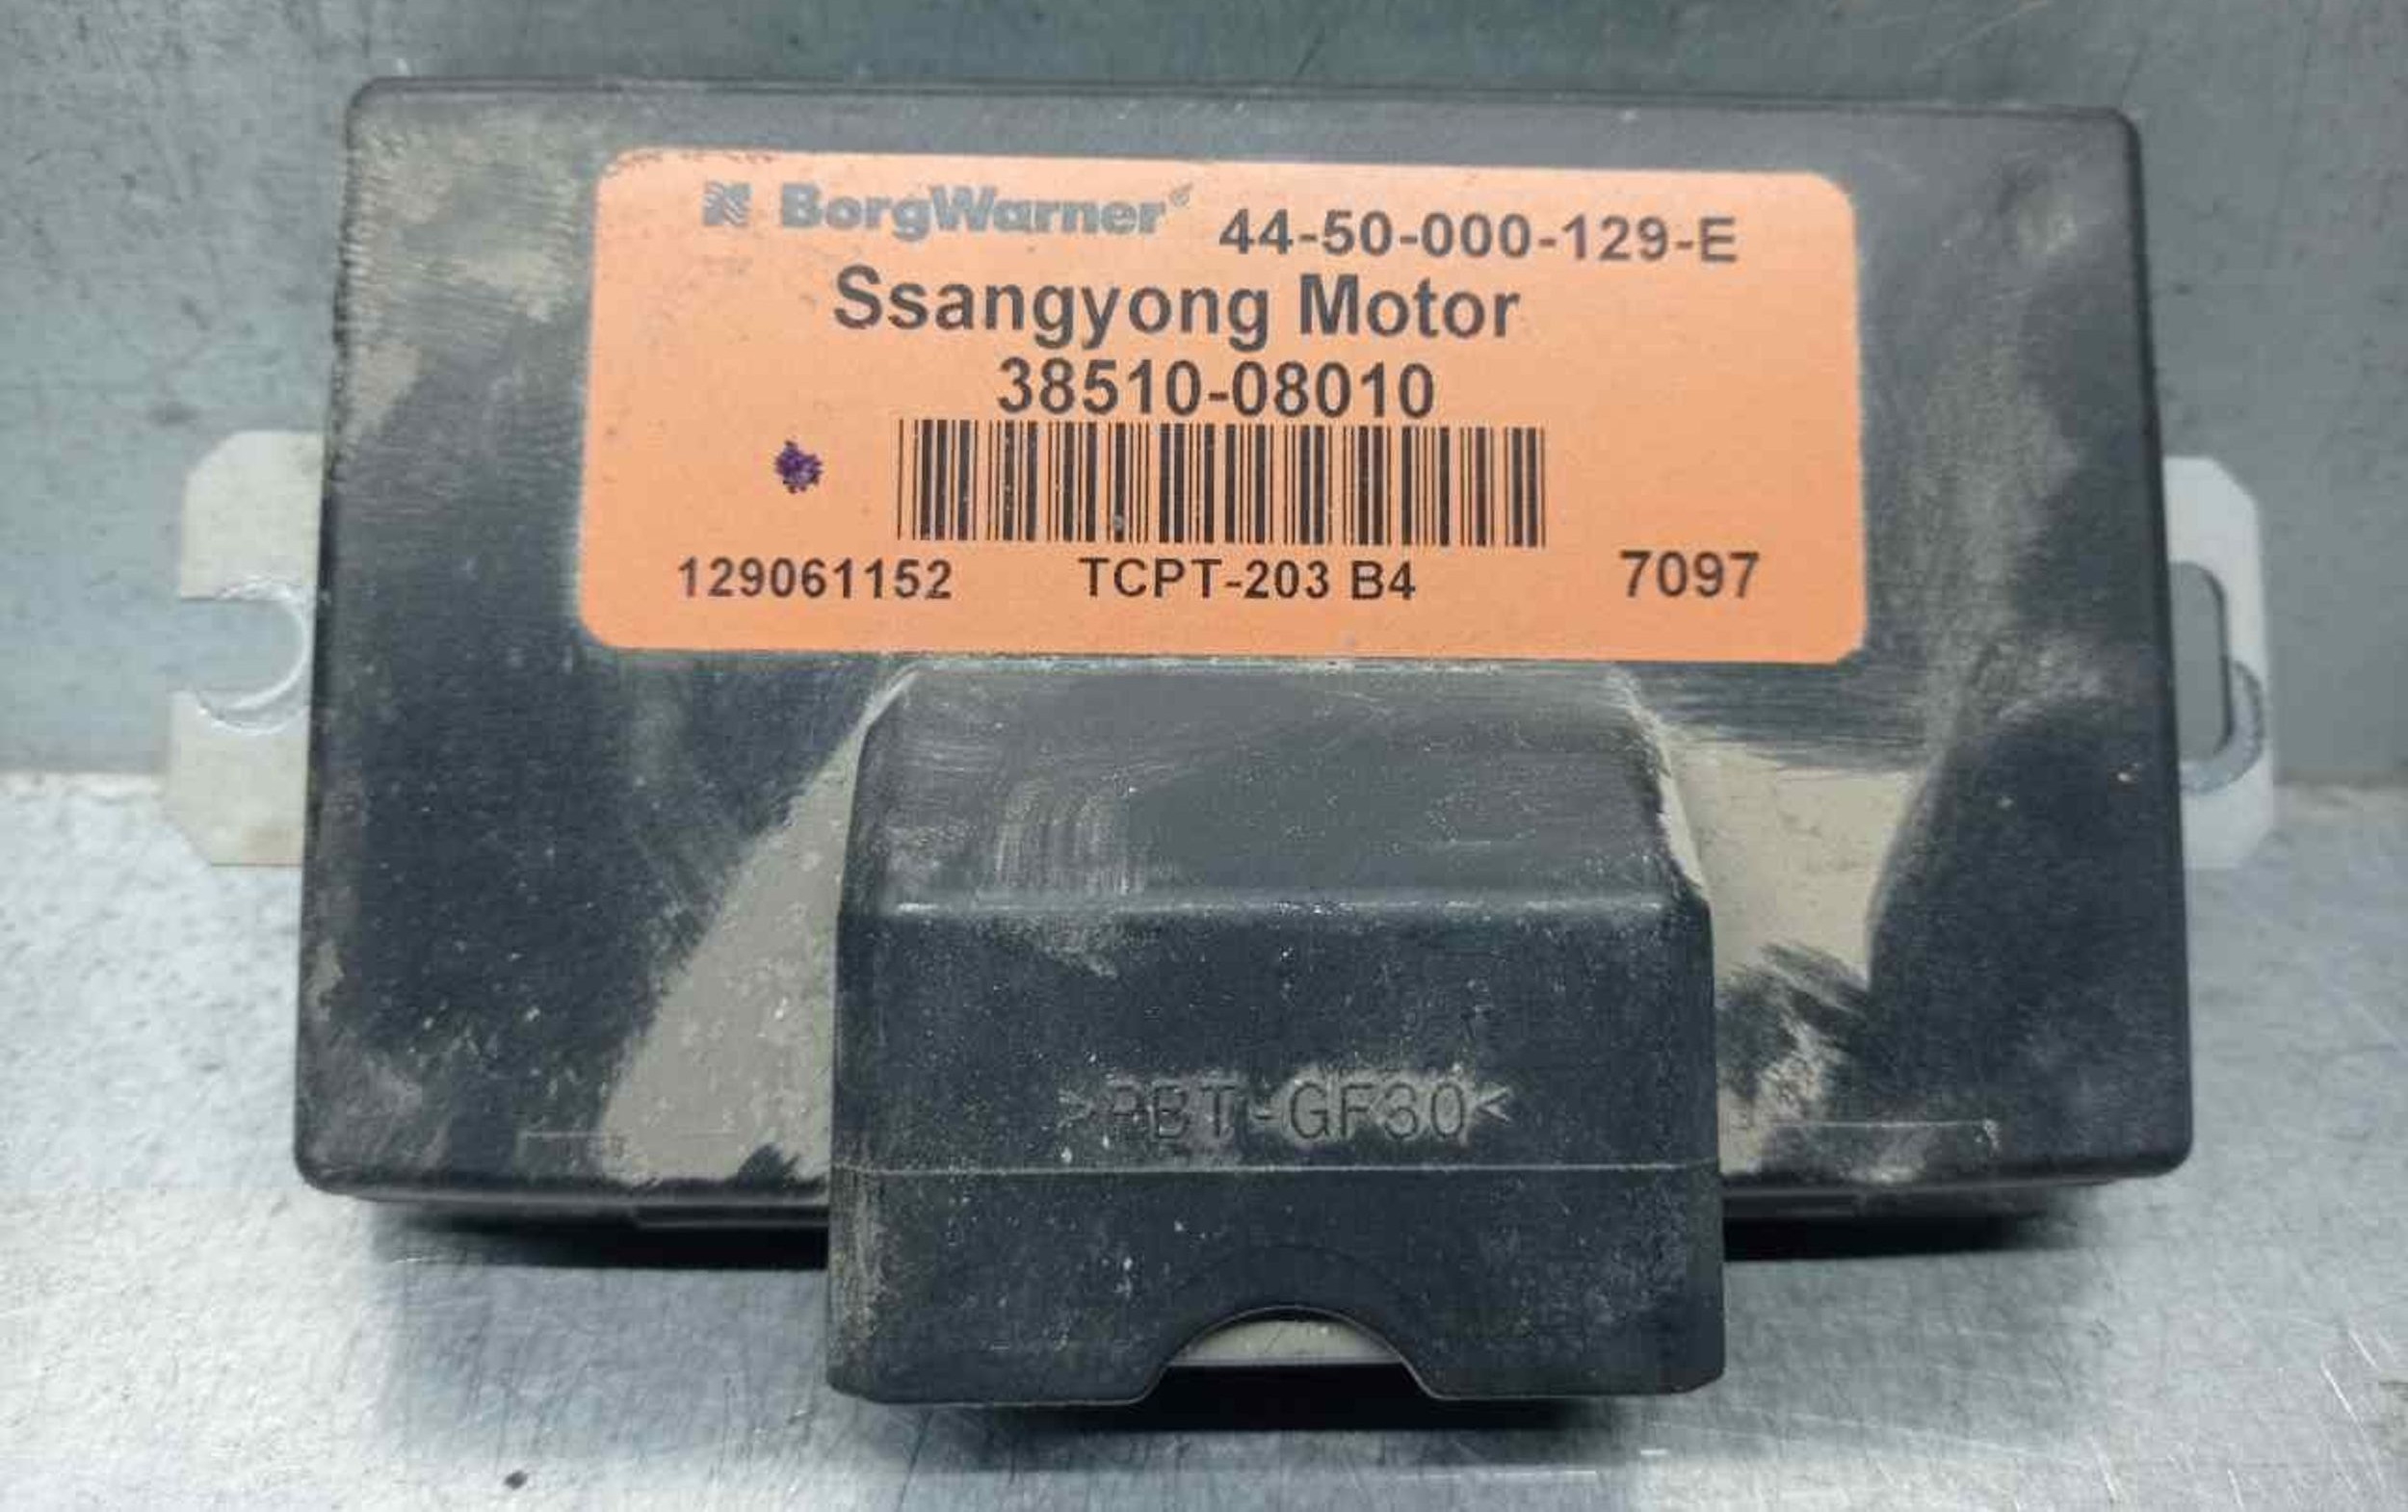 BorgWarner® 44-50-000-129-E
Ssangyong Motor
38510-08010
129061152 TCPT-203 B4 7097
>PBT-GF30<